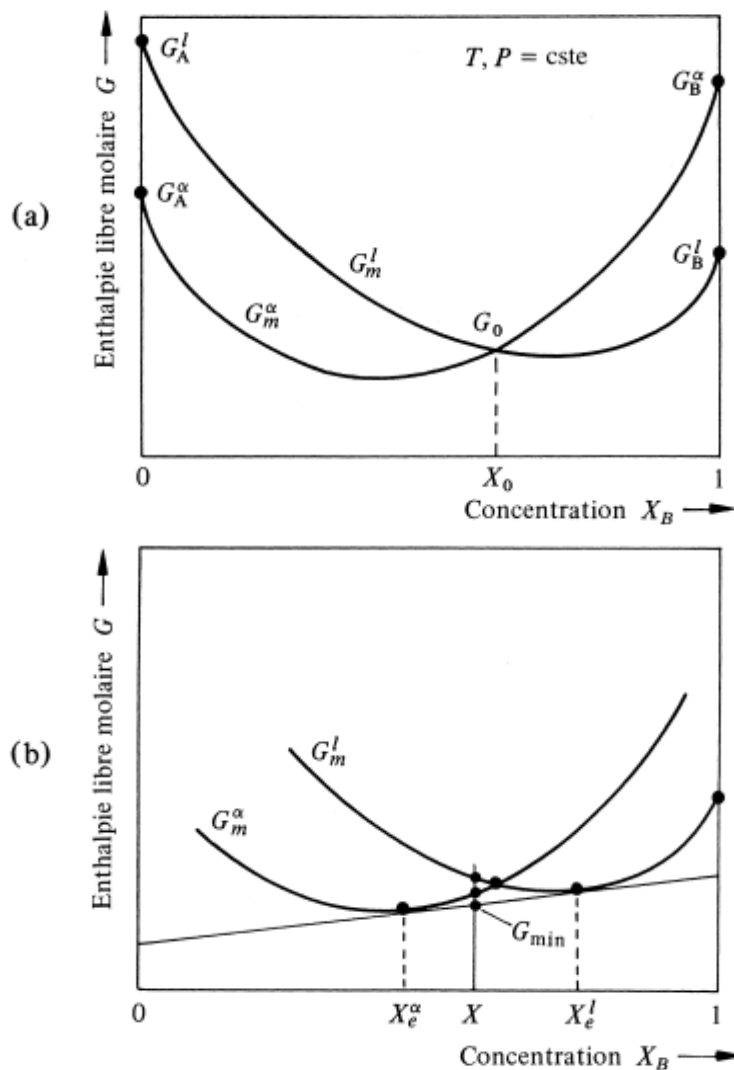 G_A^l
T, P = cste
G_B^α
Enthalpie libre molaire G
(a)
G_A^α
G_m^l
G_B^l
G_m^α
G_0
0
X_0
1
Concentration X_B
Enthalpie libre molaire G
(b)
G_m^l
G_m^α
G_min
0
X_e^α
X
X_e^l
1
Concentration X_B